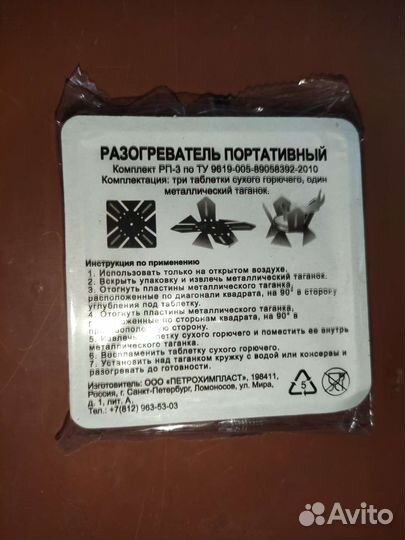 РАЗОГРЕВАТЕЛЬ ПОРТАТИВНЫЙ
Комплект РП-3 по ТУ 9619-005-89058392-2010
Комплектация: три таблетки сухого горючего, один
металлический таганок.
Инструкция по применению
1. Использовать только на открытом воздухе.
2. Вскрыть упаковку и извлечь металлический таганок.
3. Отогнуть пластины металлического таганка,
расположенные по диагонали квадрата, на 90° в сторону
углубления под таблетку.
4. Отогнуть пластины металлического таганка,
расположенные по сторонам квадрата, на 90° в
противоположную сторону.
5. Извлечь таблетку сухого горючего и поместить ее внутрь
металлического таганка.
6. Воспламенить таблетку сухого горючего.
7. Установить над таганком кружку с водой или консервы и
разогревать до готовности.
Изготовитель: ООО «ПЕТРОХИМПЛАСТ», 198411,
Россия, г. Санкт-Петербург, Ломоносов, ул. Мира,
д. 1, лит. А.
Тел.: +7(812) 963-53-03
5
Avito